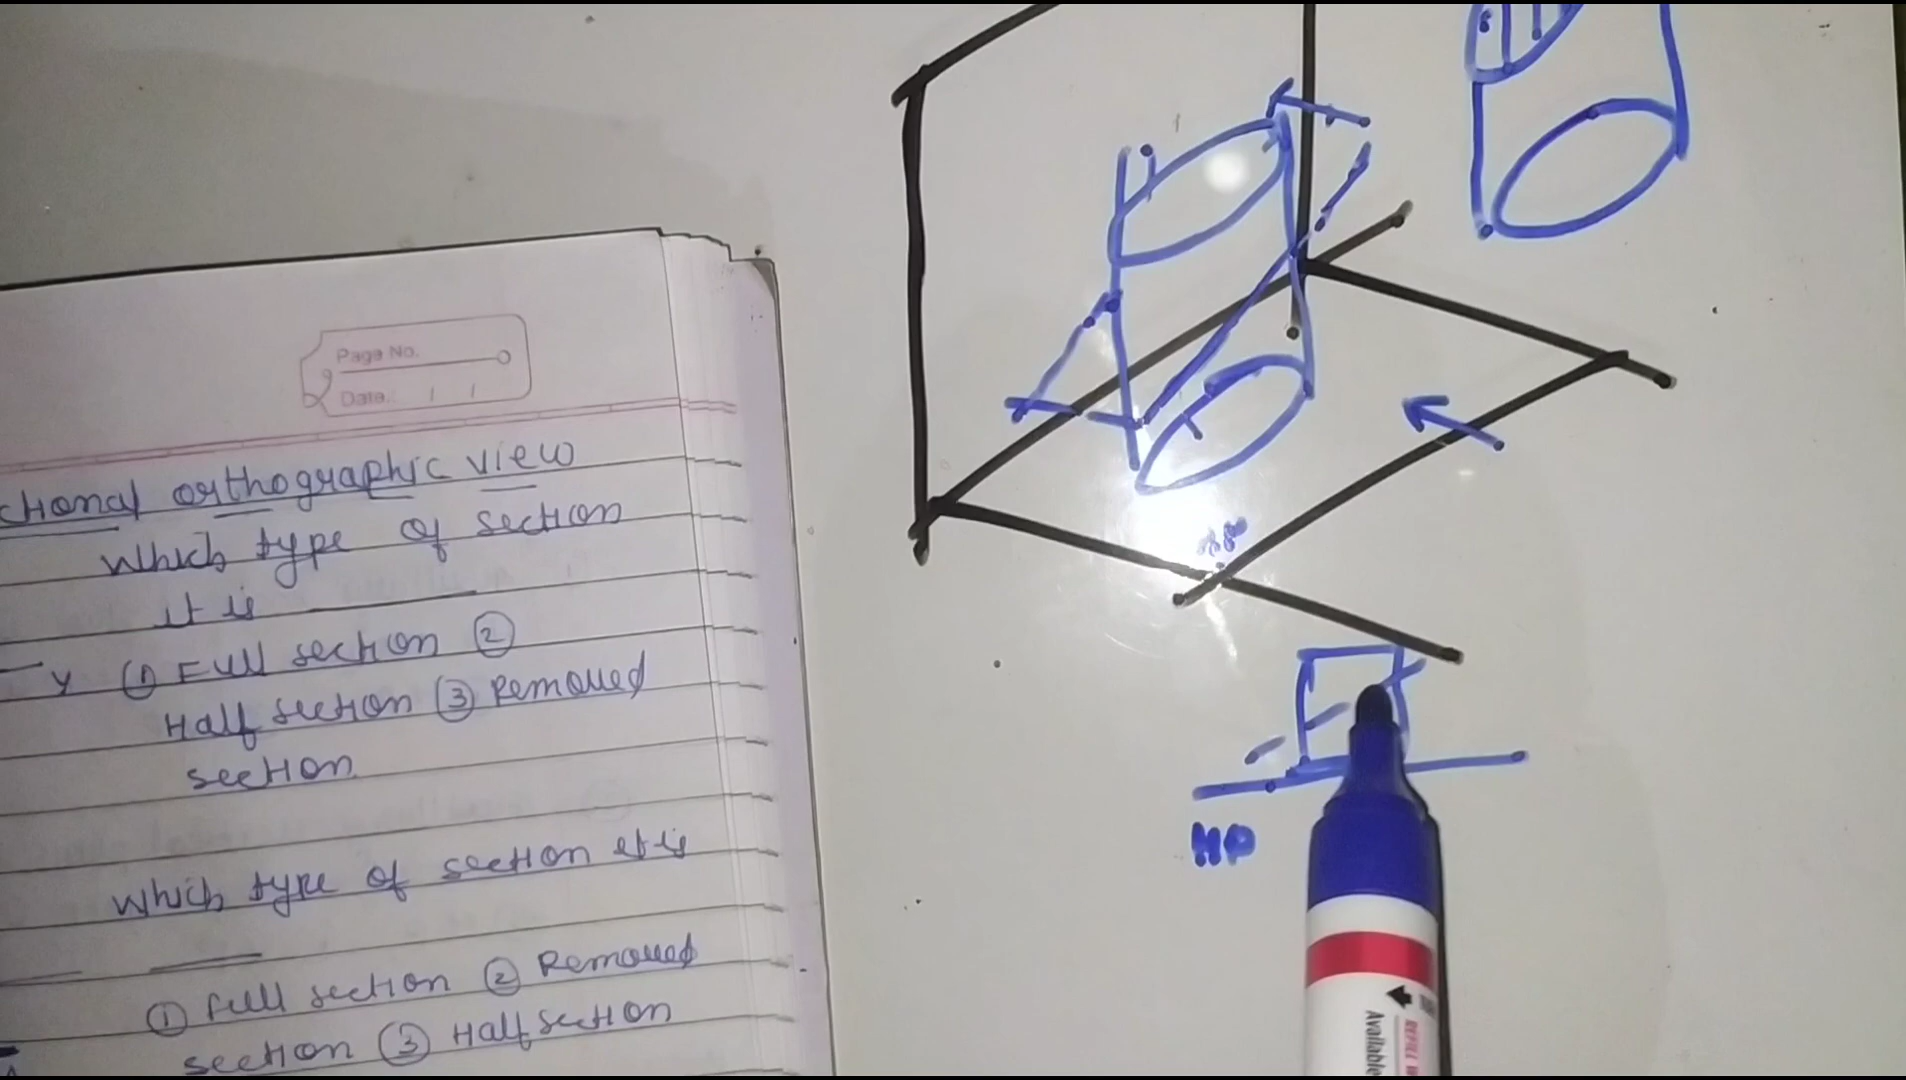 Page No.
Date.: / /
ctional orthographic view
Which type of section
it is
y ① Full section ②
Half section ③ Removed
section
Which type of section it is
① Full section ② Removed
section ③ Half section
HP
Available